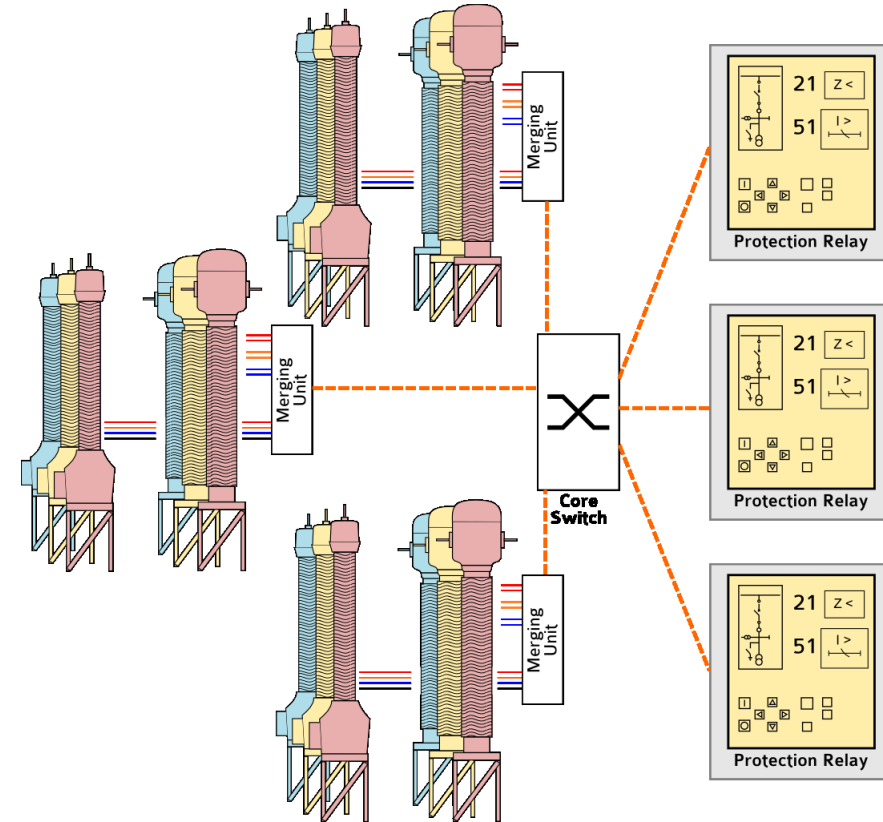 Merging
Unit
21 Z <
51 I >
Protection Relay
Merging
Unit
21 Z <
51 I >
Protection Relay
Core
Switch
Merging
Unit
21 Z <
51 I >
Protection Relay